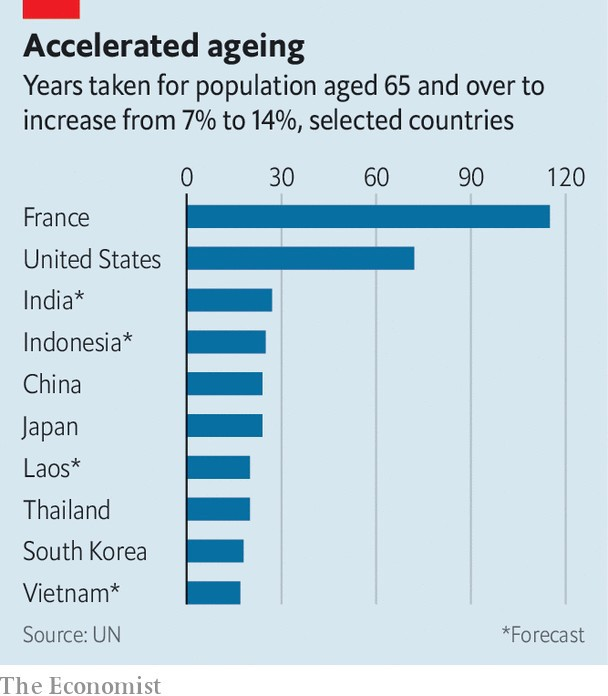 Accelerated ageing
Years taken for population aged 65 and over to
increase from 7% to 14%, selected countries
0 30 60 90 120
France
United States
India*
Indonesia*
China
Japan
Laos*
Thailand
South Korea
Vietnam*
Source: UN *Forecast
The Economist